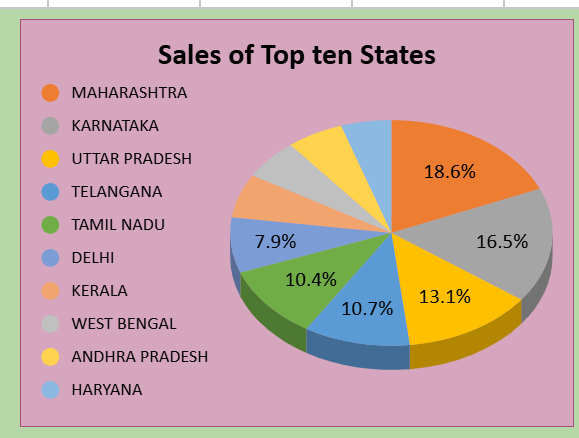 Sales of Top ten States
MAHARASHTRA
KARNATAKA
UTTAR PRADESH
TELANGANA
TAMIL NADU
DELHI
KERALA
WEST BENGAL
ANDHRA PRADESH
HARYANA
18.6%
16.5%
13.1%
10.7%
10.4%
7.9%